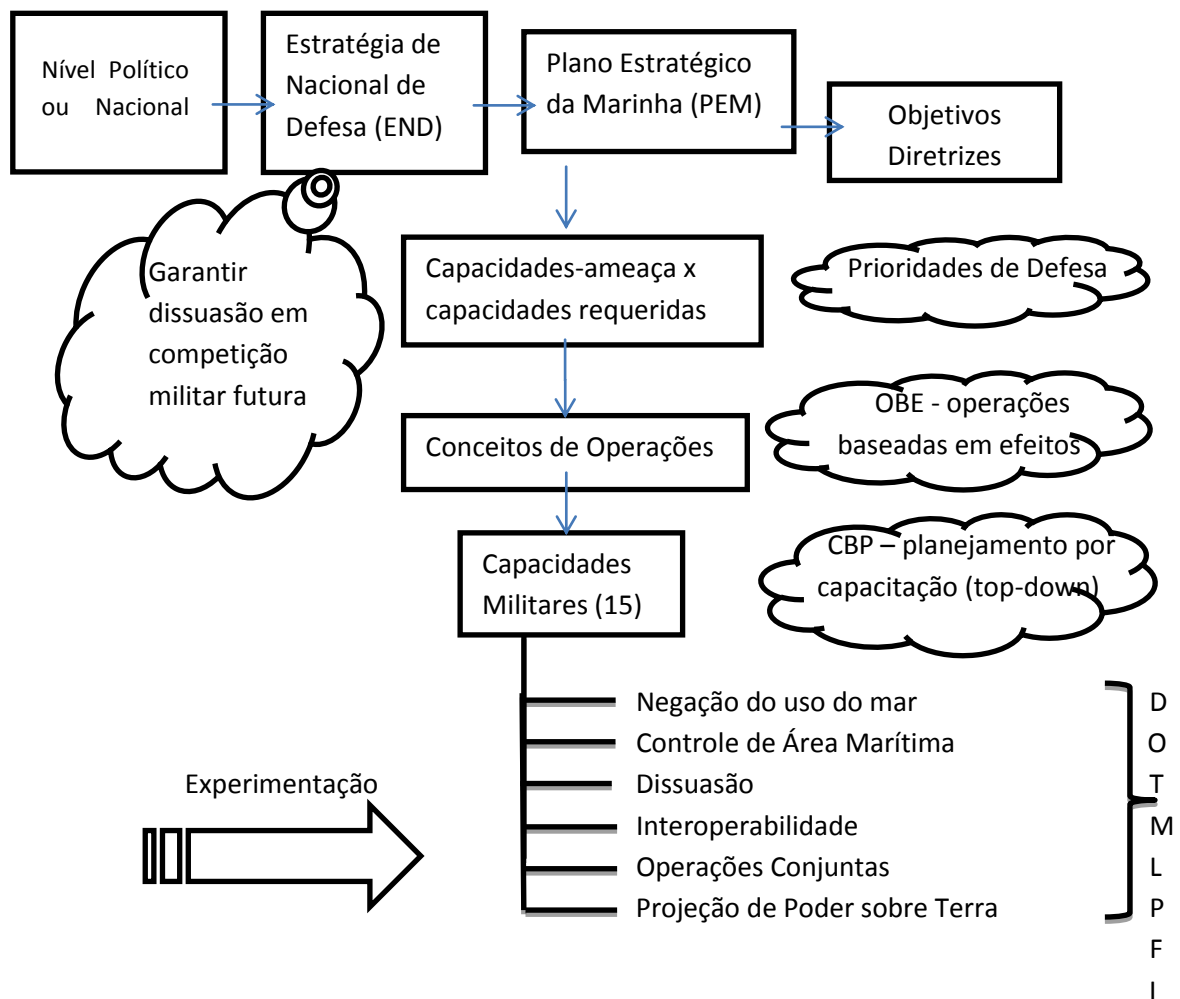 Nível Político
ou Nacional
Estratégia de
Nacional de
Defesa (END)
Plano Estratégico
da Marinha (PEM)
Objetivos
Diretrizes
Garantir
dissuasão em
competição
militar futura
Capacidades-ameaça x
capacidades requeridas
Prioridades de Defesa
Conceitos de Operações
OBE - operações
baseadas em efeitos
Capacidades
Militares (15)
CBP – planejamento por
capacitação (top-down)
Experimentação
Negação do uso do mar
Controle de Área Marítima
Dissuasão
Interoperabilidade
Operações Conjuntas
Projeção de Poder sobre Terra
D
O
T
M
L
P
F
I